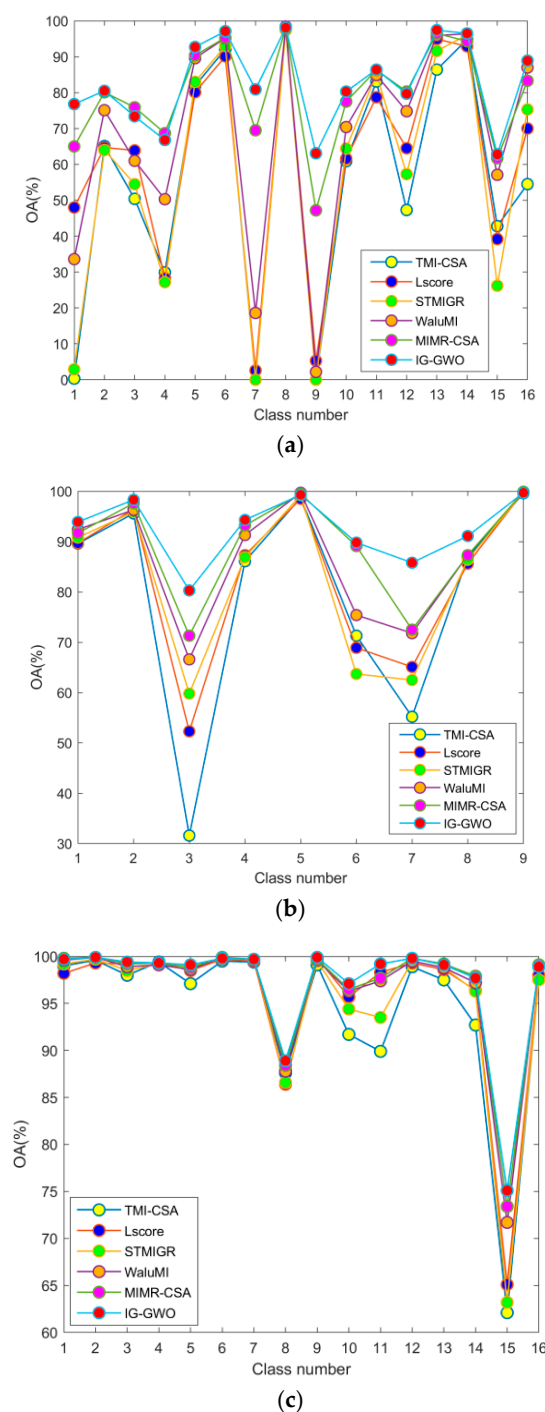 100
90
80
70
60
50
40
30
20
10
0
OA(%)
TMI-CSA
Lscore
STMIGR
WaluMI
MIMR-CSA
IG-GWO
1 2 3 4 5 6 7 8 9 10 11 12 13 14 15 16
Class number
(a)
100
90
80
70
60
50
40
30
OA(%)
TMI-CSA
Lscore
STMIGR
WaluMI
MIMR-CSA
IG-GWO
1 2 3 4 5 6 7 8 9
Class number
(b)
100
95
90
85
80
75
70
65
60
OA(%)
TMI-CSA
Lscore
STMIGR
WaluMI
MIMR-CSA
IG-GWO
1 2 3 4 5 6 7 8 9 10 11 12 13 14 15 16
Class number
(c)